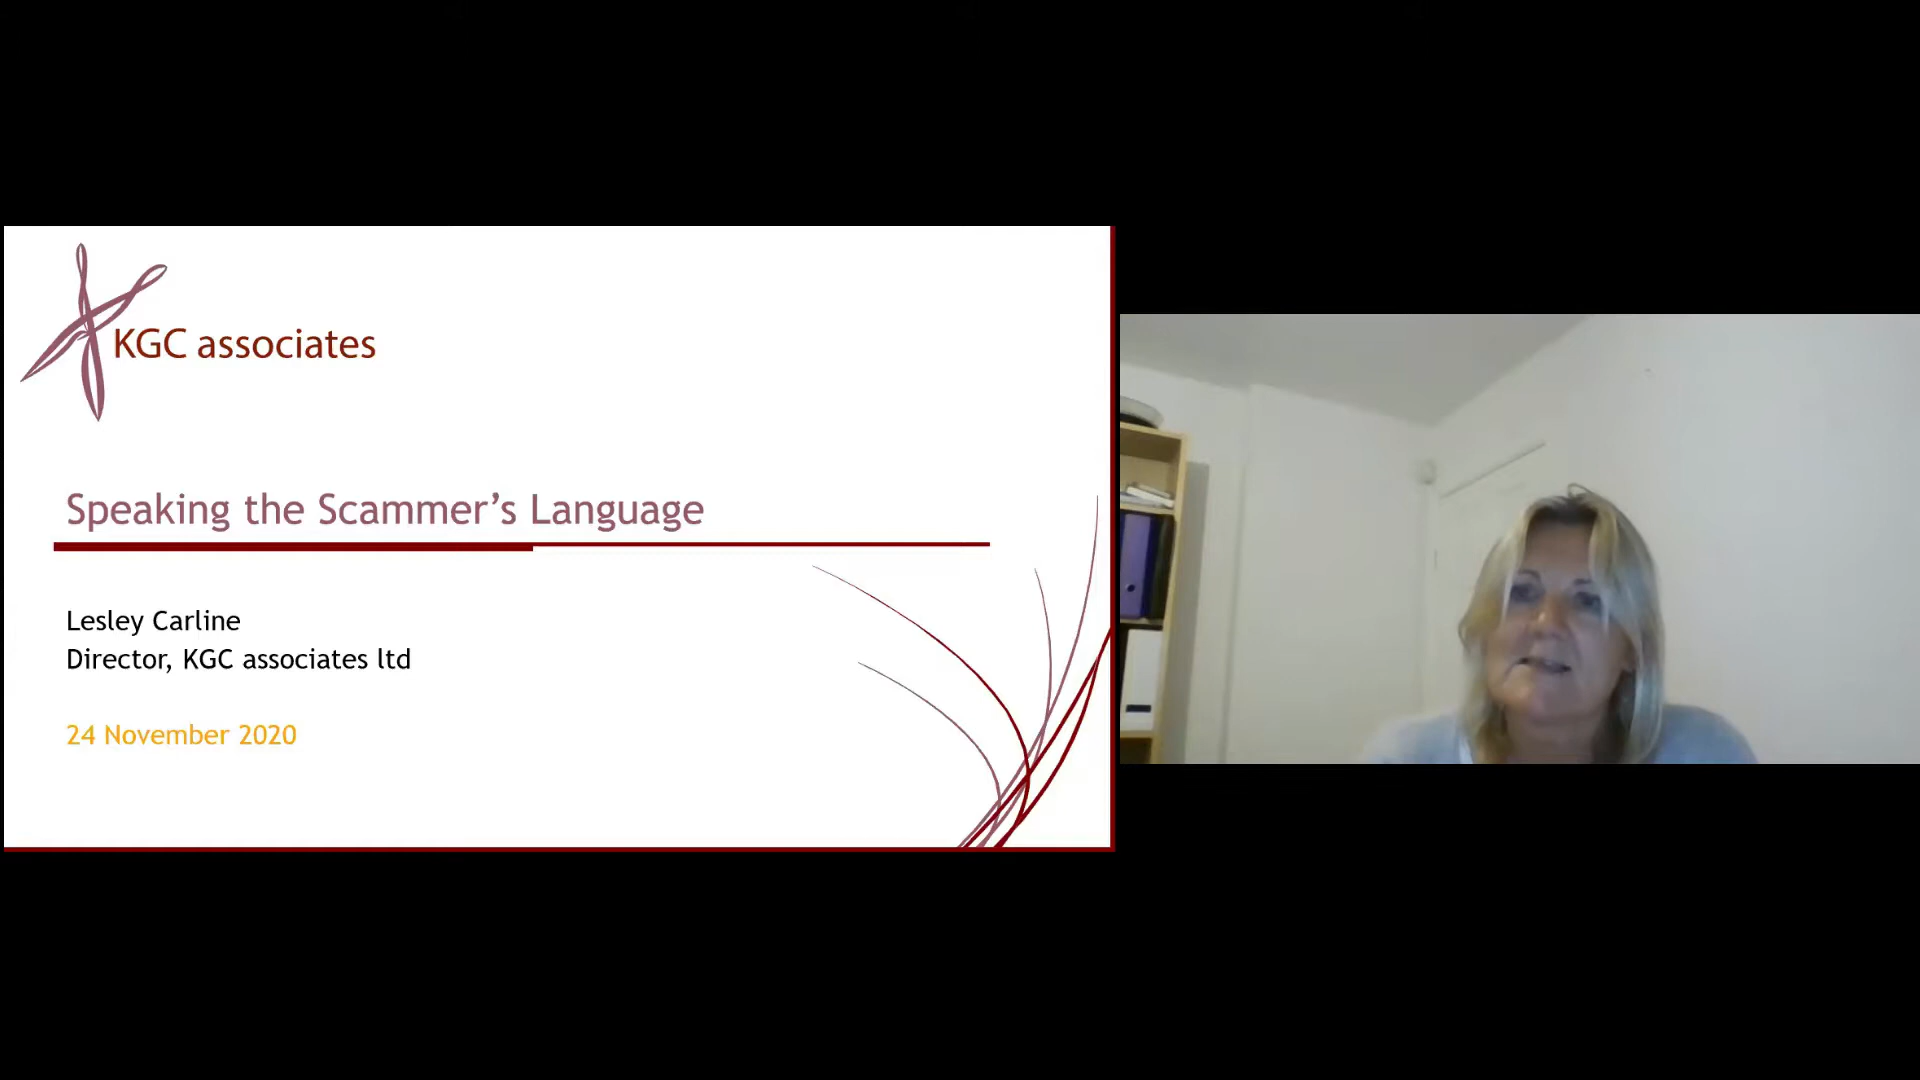 KGC associates
Speaking the Scammer’s Language
Lesley Carline
Director, KGC associates ltd
24 November 2020